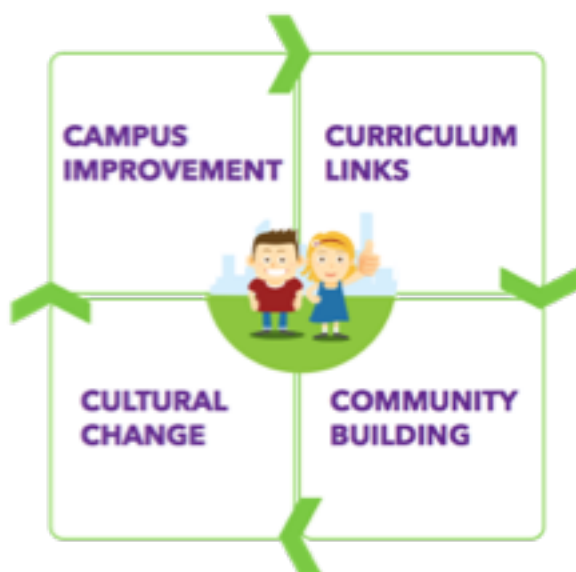 CAMPUS
IMPROVEMENT
CURRICULUM
LINKS
CULTURAL
CHANGE
COMMUNITY
BUILDING